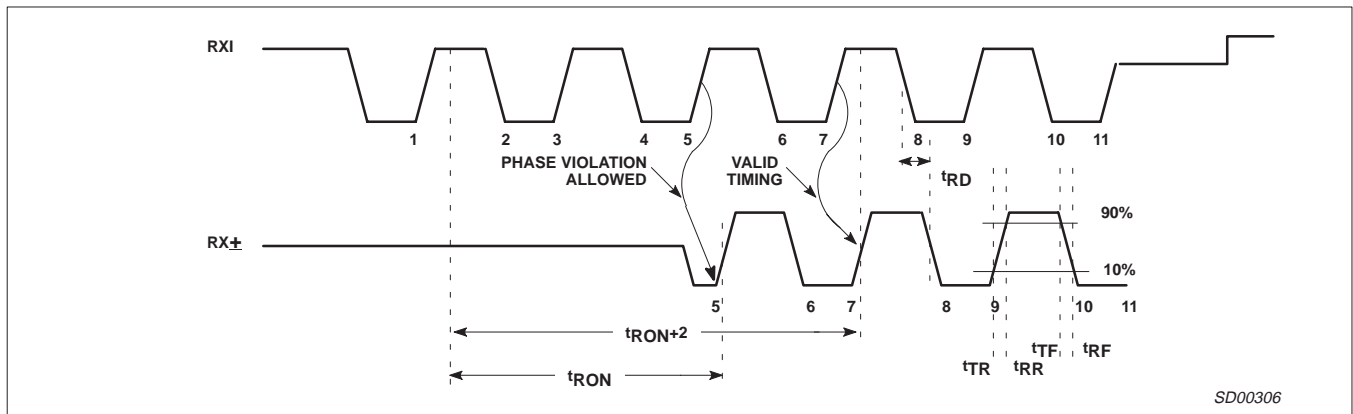 RXI
1 2 3 4 5 6 7 8 9 10 11
PHASE VIOLATION
ALLOWED
VALID
TIMING
tRD
90%
RX±
10%
5 6 7 8 9 10 11
tRON+2
tTF tRF
tTR tRR
tRON
SD00306